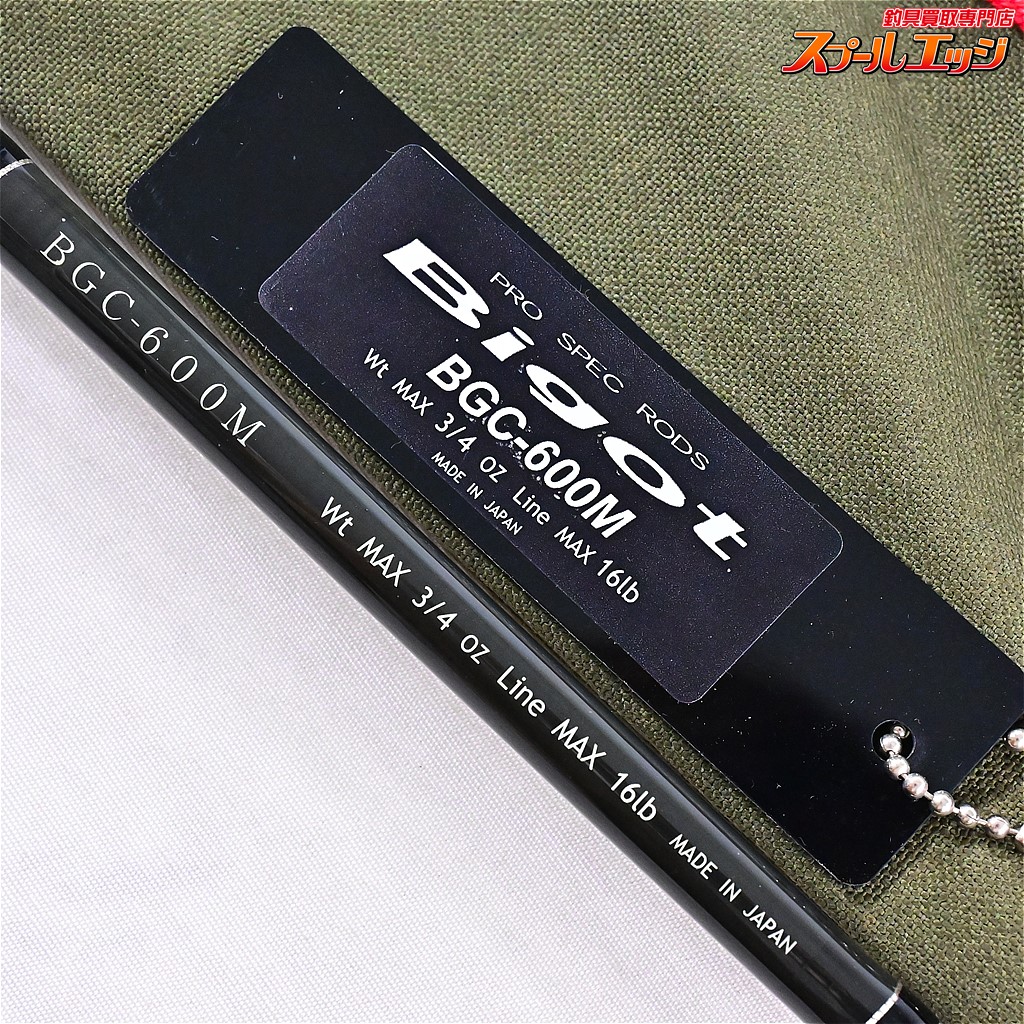 釣具買取専門店
スプールエッジ
PRO SPEC RODS
Bigot
BGC-600M
Wt MAX 3/4 oz Line MAX 16lb
MADE IN JAPAN
BGC-600M
Wt MAX 3/4 oz Line MAX 16lb MADE IN JAPAN